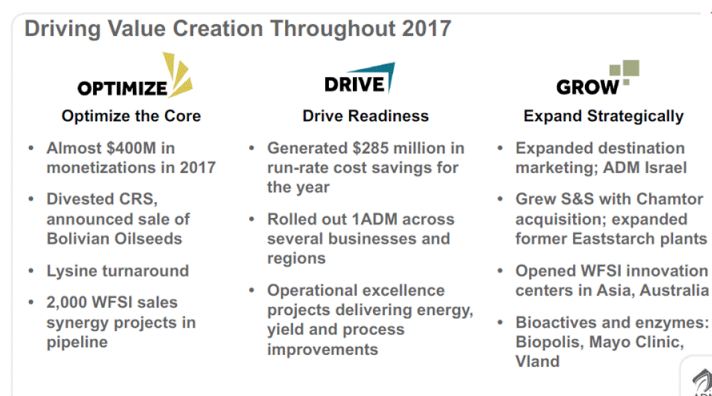 Driving Value Creation Throughout 2017
OPTIMIZE
Optimize the Core
• Almost $400M in
monetizations in 2017
• Divested CRS,
announced sale of
Bolivian Oilseeds
• Lysine turnaround
• 2,000 WFSI sales
synergy projects in
pipeline
DRIVE
Drive Readiness
• Generated $285 million in
run-rate cost savings for
the year
• Rolled out 1ADM across
several businesses and
regions
• Operational excellence
projects delivering energy,
yield and process
improvements
GROW
Expand Strategically
• Expanded destination
marketing; ADM Israel
• Grew S&S with Chamtor
acquisition; expanded
former Eaststarch plants
• Opened WFSI innovation
centers in Asia, Australia
• Bioactives and enzymes:
Biopolis, Mayo Clinic,
Vland